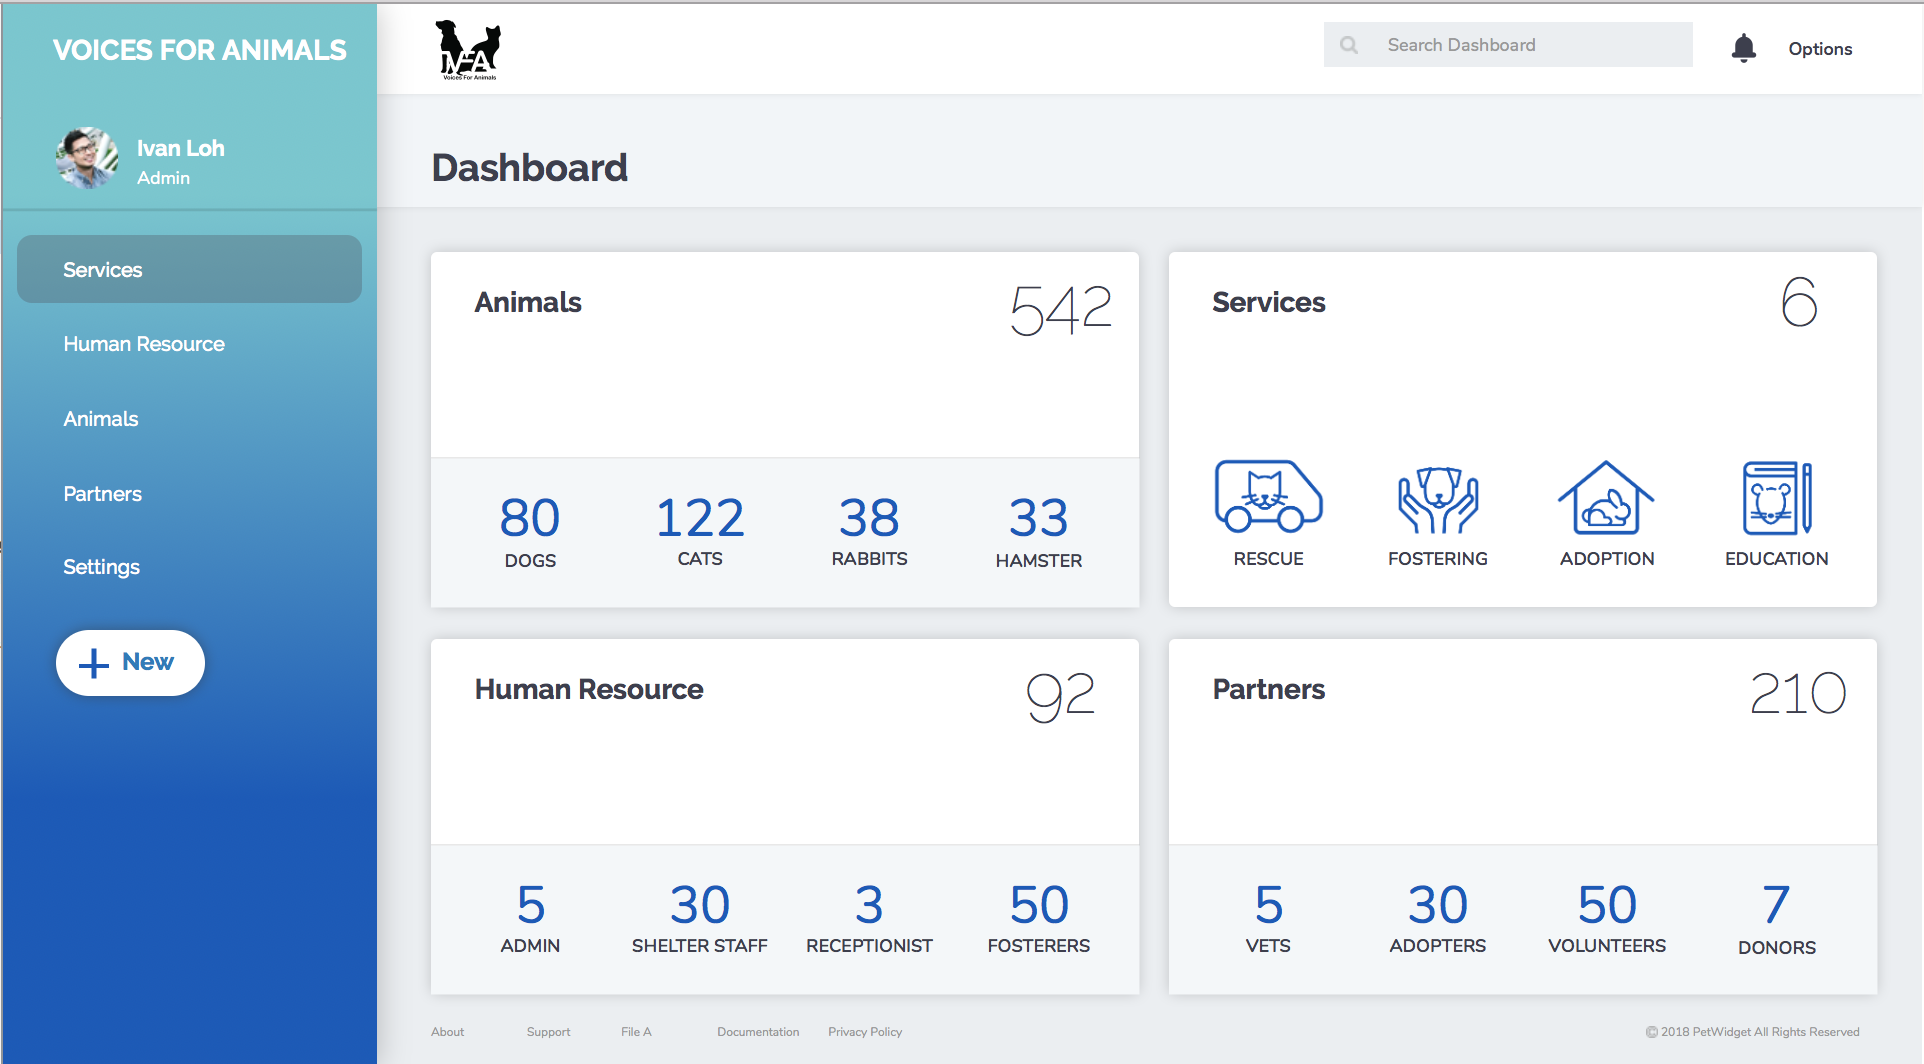 VOICES FOR ANIMALS
Ivan Loh
Admin
Services
Human Resource
Animals
Partners
Settings
New
VFA
Voices For Animals
Search Dashboard
Options
Dashboard
Animals
542
80
DOGS
122
CATS
38
RABBITS
33
HAMSTER
Services
6
RESCUE
FOSTERING
ADOPTION
EDUCATION
Human Resource
92
5
ADMIN
30
SHELTER STAFF
3
RECEPTIONIST
50
FOSTERERS
Partners
210
5
VETS
30
ADOPTERS
50
VOLUNTEERS
7
DONORS
About
Support
File A
Documentation
Privacy Policy
© 2018 PetWidget All Rights Reserved